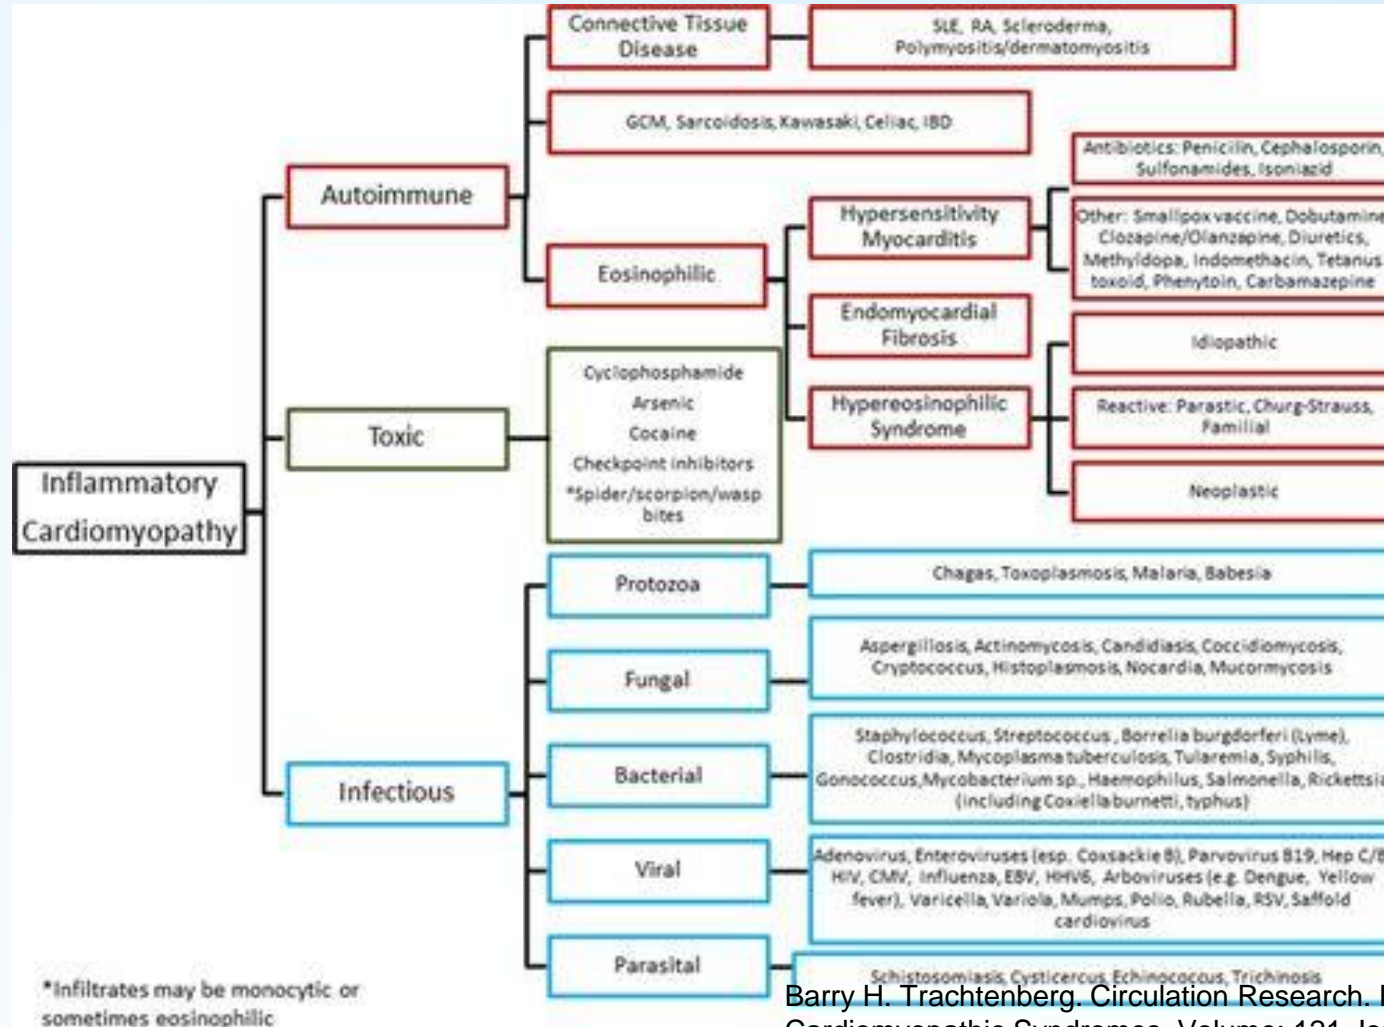 Connective Tissue
Disease
SLE, RA, Scleroderma,
Polymyositis/dermatomyositis
GCM, Sarcoidosis, Kawasaki, Celiac, IBD
Autoimmune
Eosinophilic
Hypersensitivity
Myocarditis
Antibiotics: Penicilin, Cephalosporin,
Sulfonamides, Isoniazid
Other: Smallpox vaccine, Dobutamine
Clozapine/Olanzapine, Diuretics,
Methyldopa, Indomethacin, Tetanus
toxoid, Phenytoin, Carbamazepine
Endomyocardial
Fibrosis
Hypereosinophilic
Syndrome
Idiopathic
Reactive: Parastic, Churg-Strauss,
Familial
Neoplastic
Toxic
Cyclophosphamide
Arsenic
Cocaine
Checkpoint inhibitors
*Spider/scorpion/wasp
bites
Inflammatory
Cardiomyopathy
Infectious
Protozoa
Chagas, Toxoplasmosis, Malaria, Babesia
Fungal
Aspergillosis, Actinomycosis, Candidiasis, Coccidiomycosis,
Cryptococcus, Histoplasmosis, Nocardia, Mucormycosis
Bacterial
Staphylococcus, Streptococcus , Borrelia burgdorferi (Lyme),
Clostridia, Mycoplasma tuberculosis, Tularemia, Syphilis,
Gonococcus, Mycobacterium sp., Haemophilus, Salmonella, Rickettsia
(including Coxiella burnetti, typhus)
Viral
Adenovirus, Enteroviruses (esp. Coxsackie B), Parvovirus B19, Hep C/B
HIV, CMV, Influenza, EBV, HHV6, Arboviruses (e.g. Dengue, Yellow
fever), Varicella, Variola, Mumps, Polio, Rubella, RSV, Saffold
cardiovirus
Parasital
Schistosomiasis, Cysticercus, Echinococus, Trichinosis
*Infiltrates may be monocytic or
sometimes eosinophilic
Barry H. Trachtenberg. Circulation Research.
Cardiomyopathic Syndromes, Volume: 121,